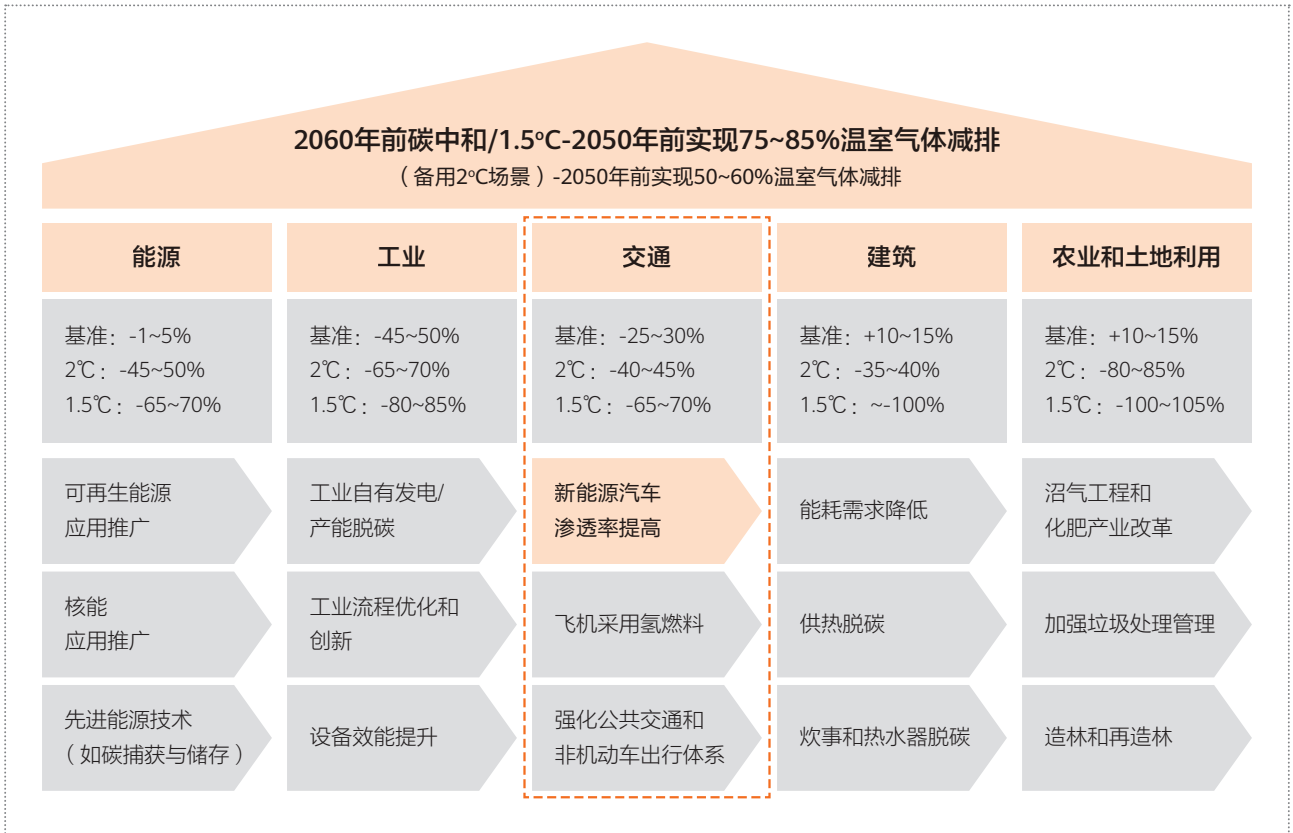 2060年前碳中和/1.5ºC-2050年前实现75~85%温室气体减排
（备用2ºC场景）-2050年前实现50~60%温室气体减排
能源
工业
交通
建筑
农业和土地利用
基准：-1~5%
2℃：-45~50%
1.5℃：-65~70%
基准：-45~50%
2℃：-65~70%
1.5℃：-80~85%
基准：-25~30%
2℃：-40~45%
1.5℃：-65~70%
基准：+10~15%
2℃：-35~40%
1.5℃：~-100%
基准：+10~15%
2℃：-80~85%
1.5℃：-100~105%
可再生能源
应用推广
工业自有发电/
产能脱碳
新能源汽车
渗透率提高
能耗需求降低
沼气工程和
化肥产业改革
核能
应用推广
工业流程优化和
创新
飞机采用氢燃料
供热脱碳
加强垃圾处理管理
先进能源技术
（如碳捕获与储存）
设备效能提升
强化公共交通和
非机动车出行体系
炊事和热水器脱碳
造林和再造林